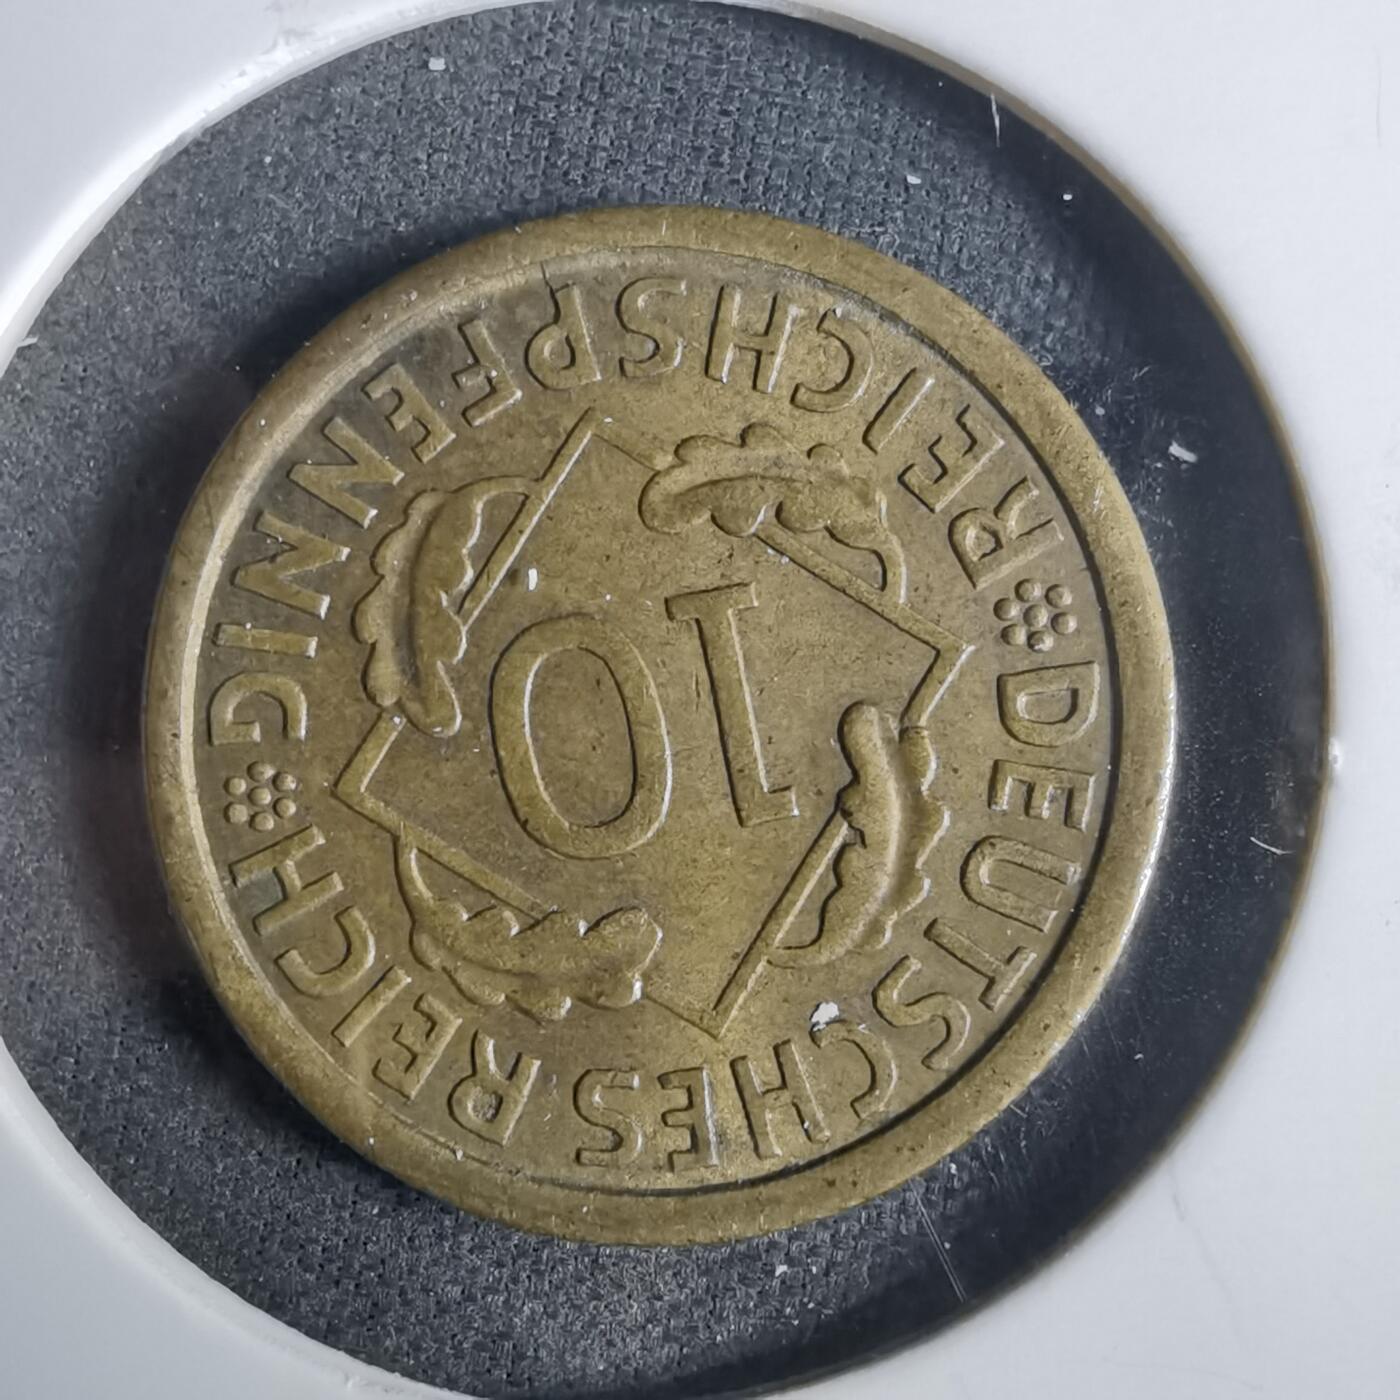 DEUTSCHES REICH
10
REICHSPFENNIG